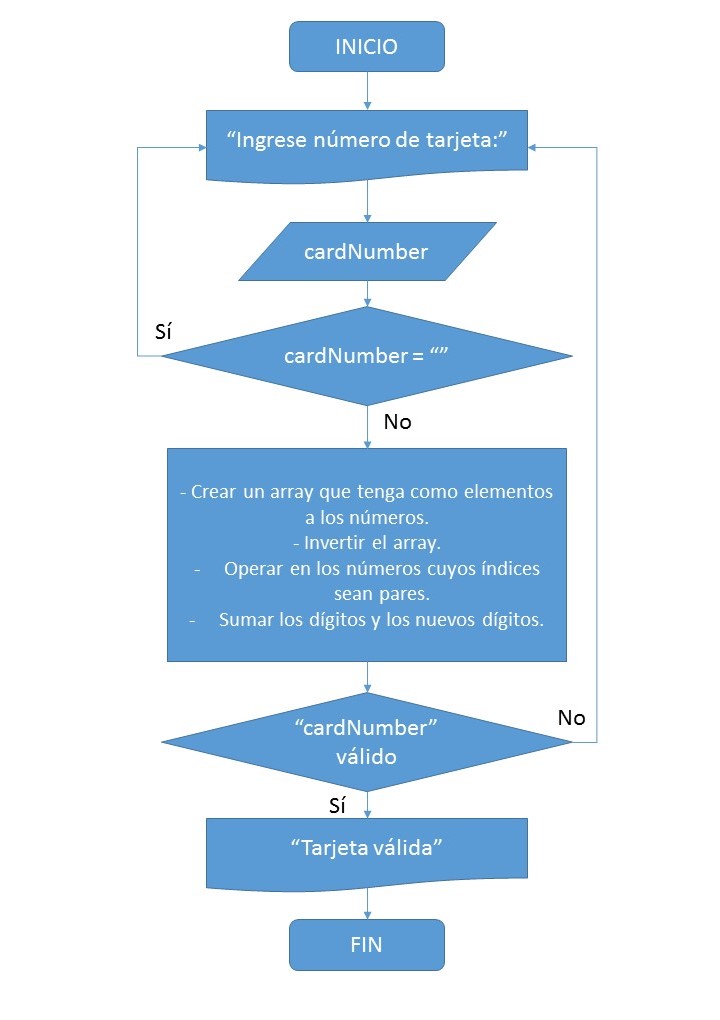 INICIO
“Ingrese número de tarjeta:”
cardNumber
Sí
cardNumber = “”
No
- Crear un array que tenga como elementos
a los números.
- Invertir el array.
- Operar en los números cuyos índices
sean pares.
- Sumar los dígitos y los nuevos dígitos.
No
“cardNumber”
válido
Sí
“Tarjeta válida”
FIN